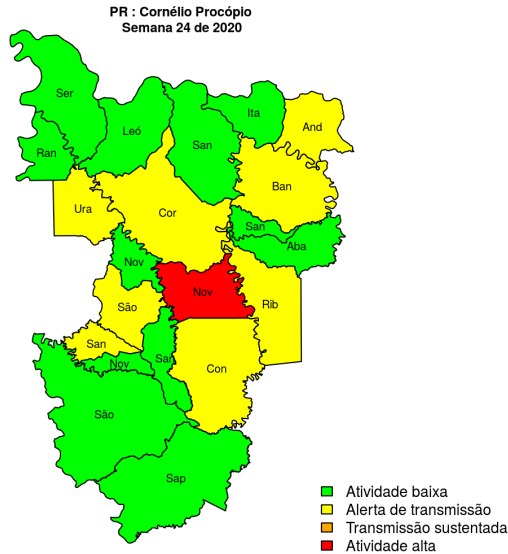 PR : Cornélio Procópio
Semana 24 de 2020
Ser
Ita
And
Leó
San
Ran
Ban
Ura
Cor
San
Aba
Nov
Nov
São
Rib
San
San
Nov
Con
São
Sap
Atividade baixa
Alerta de transmissão
Transmissão sustentada
Atividade alta